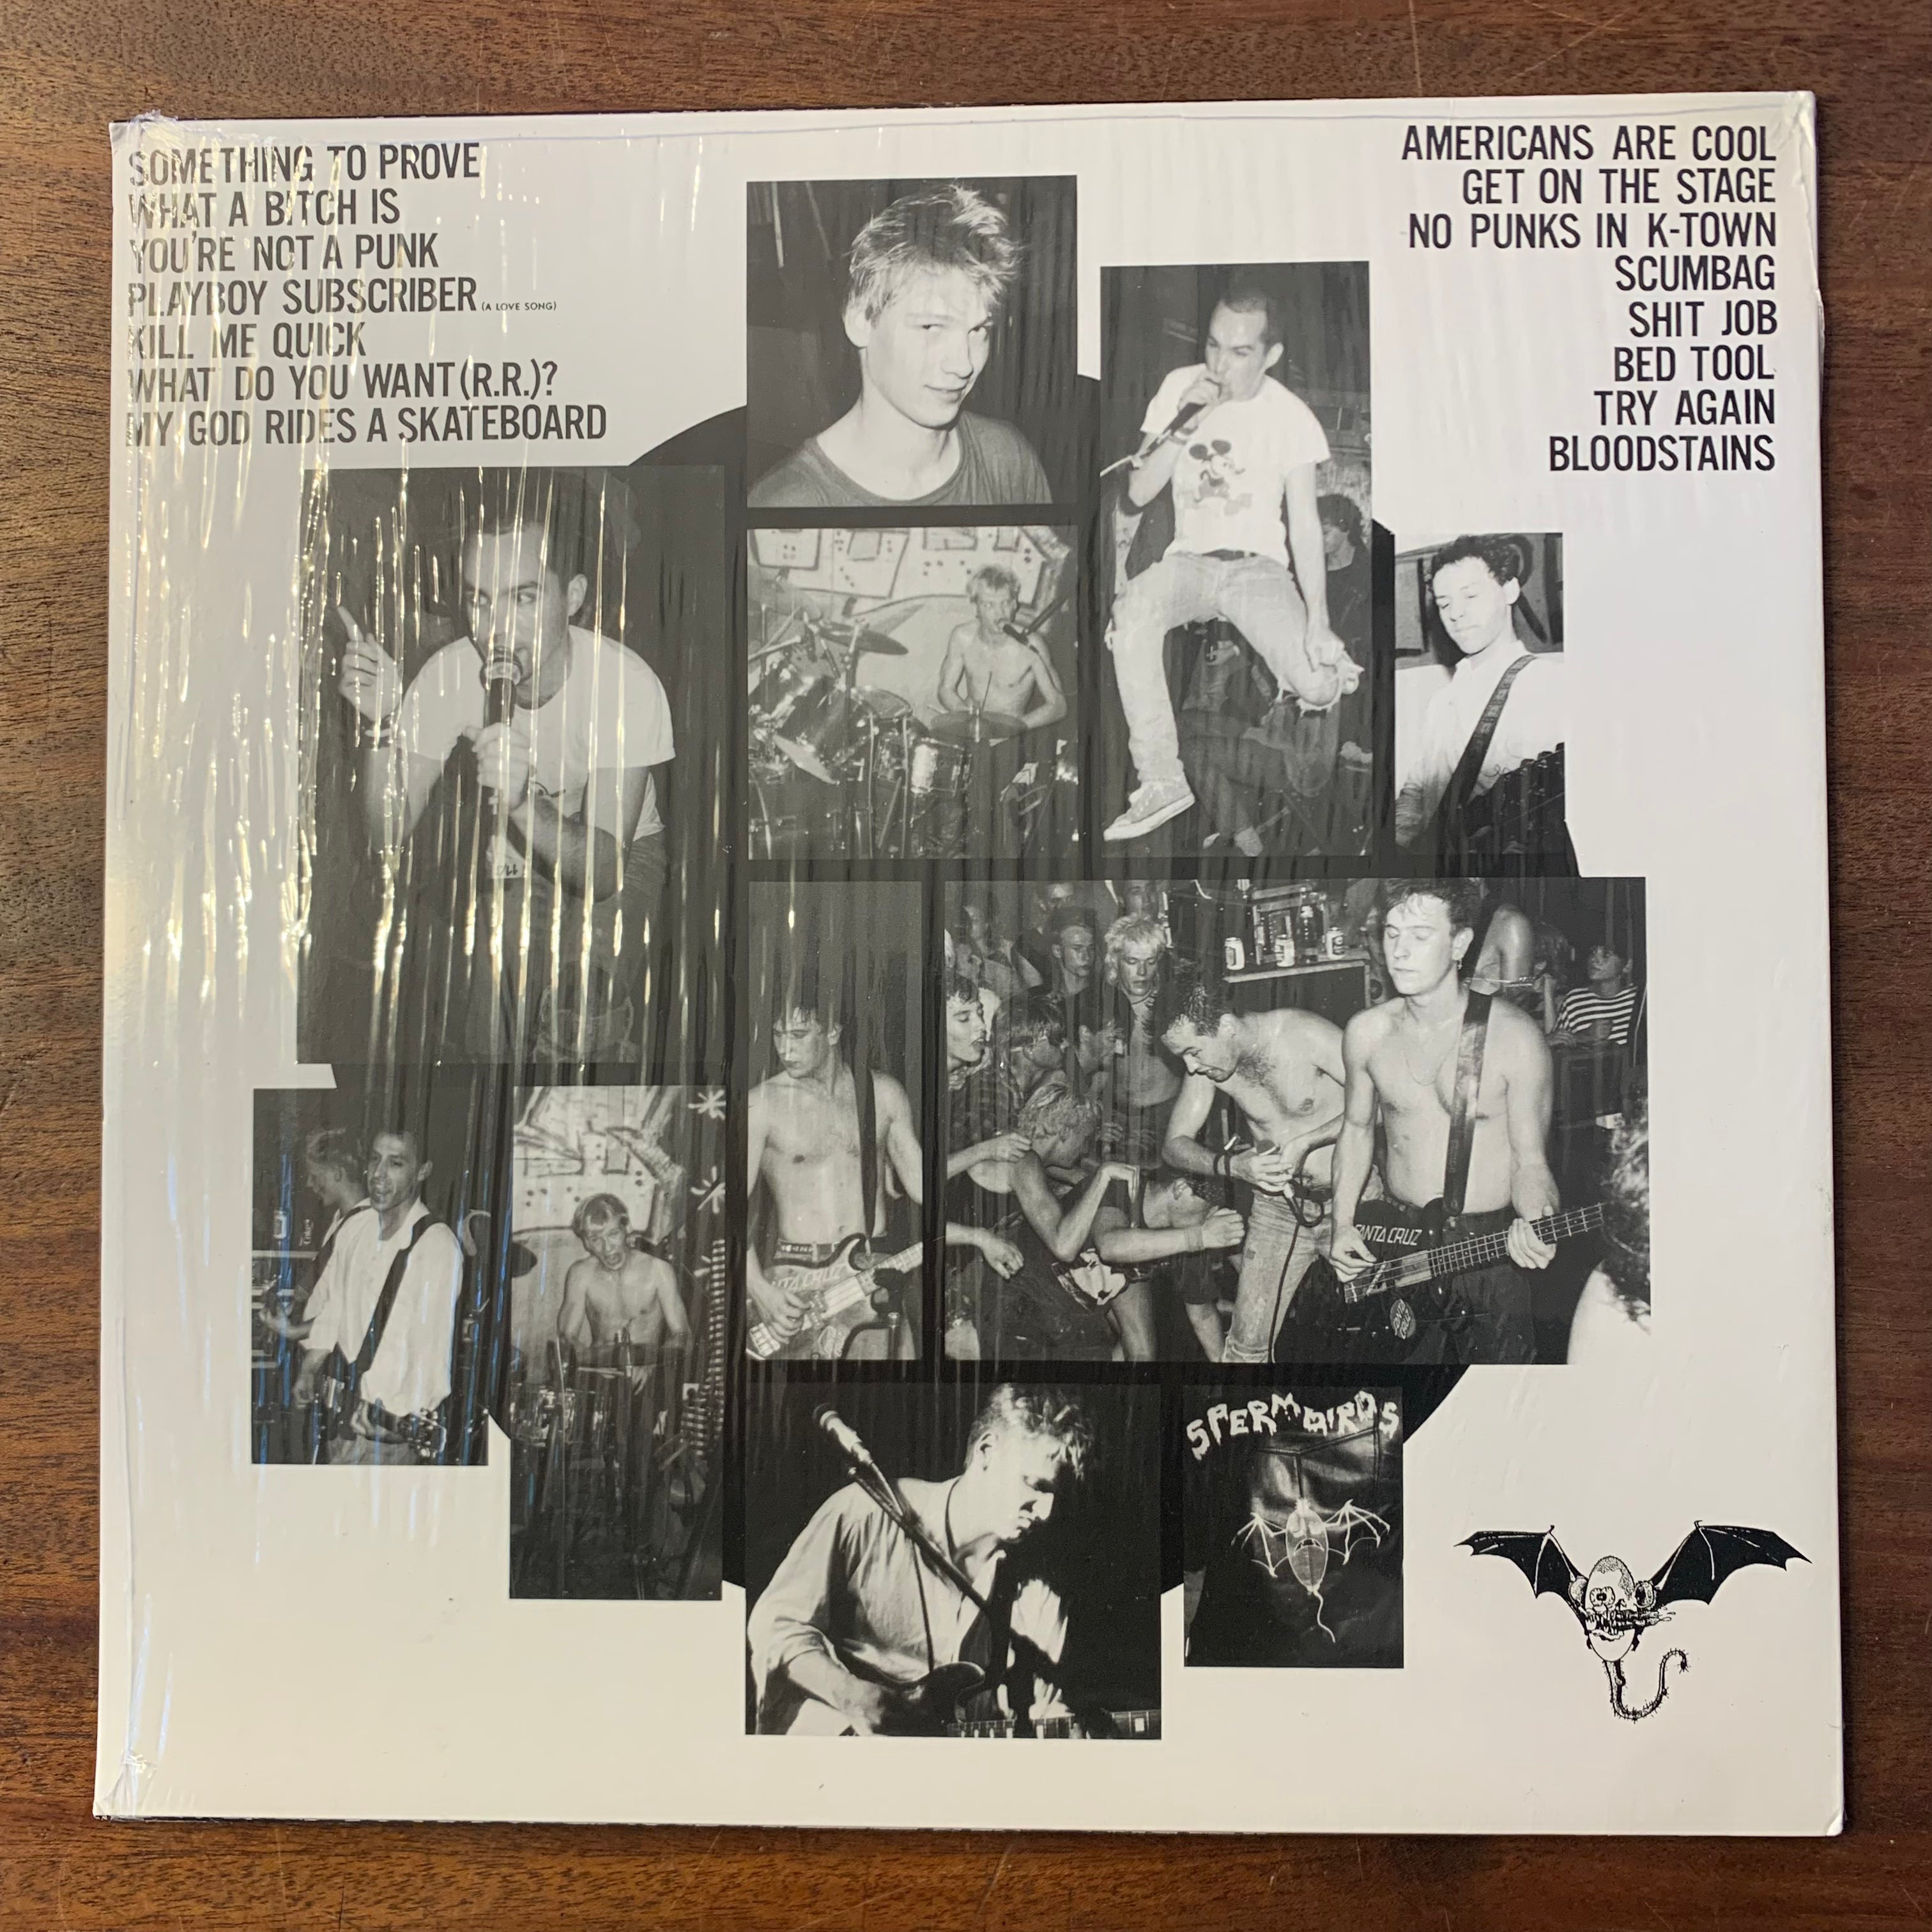 SOMETHING TO PROVE
WHAT A BITCH IS
YOU'RE NOT A PUNK
PLAYBOY SUBSCRIBER (A LOVE SONG)
KILL ME QUICK
WHAT DO YOU WANT (R.R.)?
MY GOD RIDES A SKATEBOARD
AMERICANS ARE COOL
GET ON THE STAGE
NO PUNKS IN K-TOWN
SCUMBAG
SHIT JOB
BED TOOL
TRY AGAIN
BLOODSTAINS
SANTA CRUZ
SPERMBIRDS